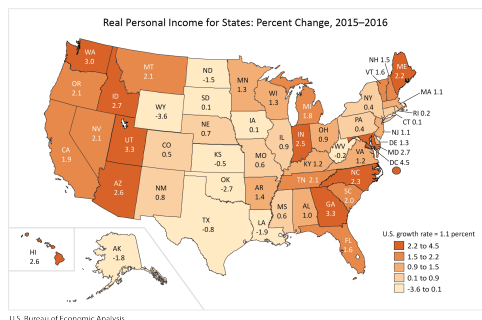 Real Personal Income for States: Percent Change, 2015–2016
WA
3.0
OR
2.1
CA
1.9
ID
2.7
NV
2.1
UT
3.3
AZ
2.6
MT
2.1
WY
-3.6
CO
0.5
NM
0.8
ND
-1.5
SD
0.1
NE
0.7
KS
-0.5
OK
-2.7
TX
-0.8
MN
1.3
IA
0.1
MO
0.6
AR
1.4
LA
-1.9
WI
1.3
IL
0.9
MS
0.6
MI
1.8
IN
2.5
OH
0.9
KY 1.2
TN 2.1
AL
1.0
GA
3.3
FL
1.6
SC
2.0
NC
2.3
VA
1.2
WV
-0.2
PA
0.4
NY
0.4
ME
2.2
NH 1.5
VT 1.6
MA 1.1
RI 0.2
CT 0.1
NJ 1.1
DE 1.3
MD 2.7
DC 4.5
HI
2.6
AK
-1.8
U.S. growth rate = 1.1 percent
2.2 to 4.5
1.5 to 2.2
0.9 to 1.5
0.1 to 0.9
-3.6 to 0.1
U.S. Bureau of Economic Analysis